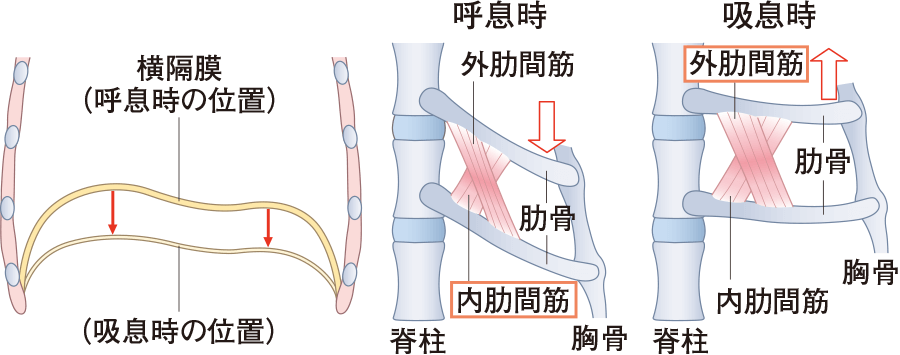 横隔膜
(呼息時の位置)
(吸息時の位置)
呼息時
外肋間筋
肋骨
内肋間筋
脊柱
胸骨
吸息時
外肋間筋
肋骨
内肋間筋
胸骨
脊柱